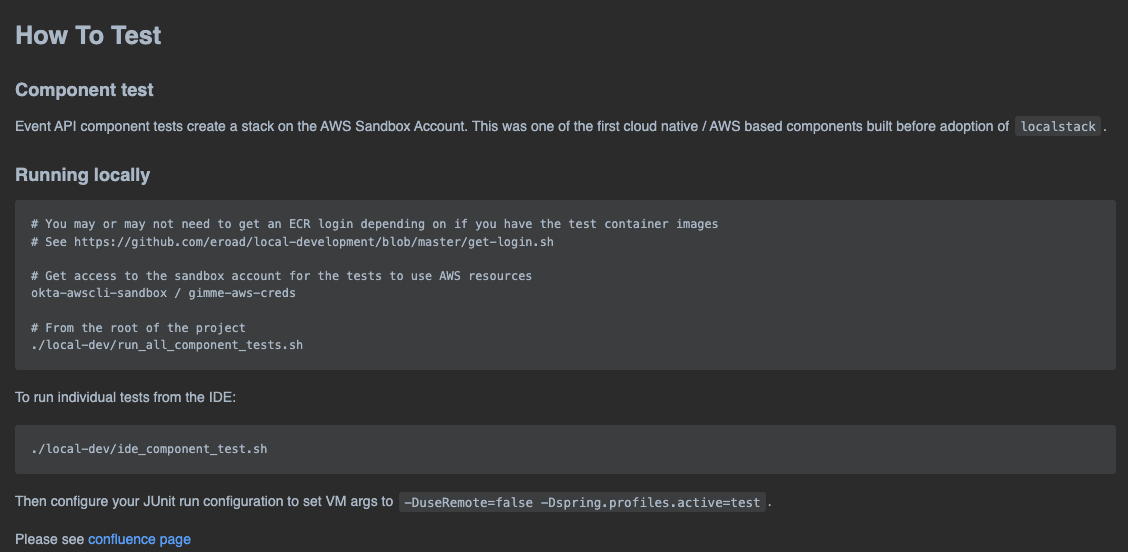 How To Test
Component test
Event API component tests create a stack on the AWS Sandbox Account. This was one of the first cloud native / AWS based components built before adoption of localstack .
Running locally
# You may or may not need to get an ECR login depending on if you have the test container images
# See https://github.com/eroad/local-development/blob/master/get-login.sh
# Get access to the sandbox account for the tests to use AWS resources
okta-awscli-sandbox / gimme-aws-creds
# From the root of the project
./local-dev/run_all_component_tests.sh
To run individual tests from the IDE:
./local-dev/ide_component_test.sh
Then configure your JUnit run configuration to set VM args to -DuseRemote=false -Dspring.profiles.active=test .
Please see confluence page